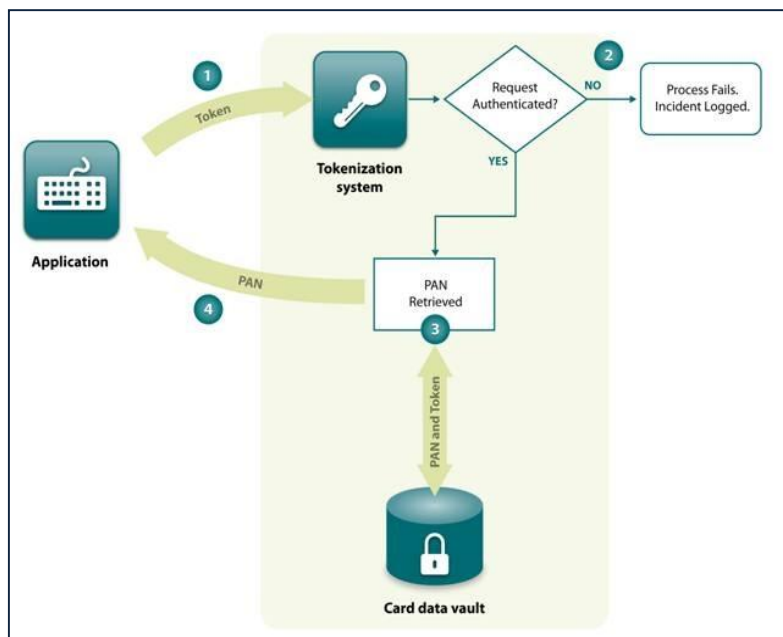 1
Token
Tokenization
system
Request
Authenticated?
2
NO
Process Fails.
Incident Logged.
YES
Application
PAN
4
PAN
Retrieved
3
PAN and Token
Card data vault